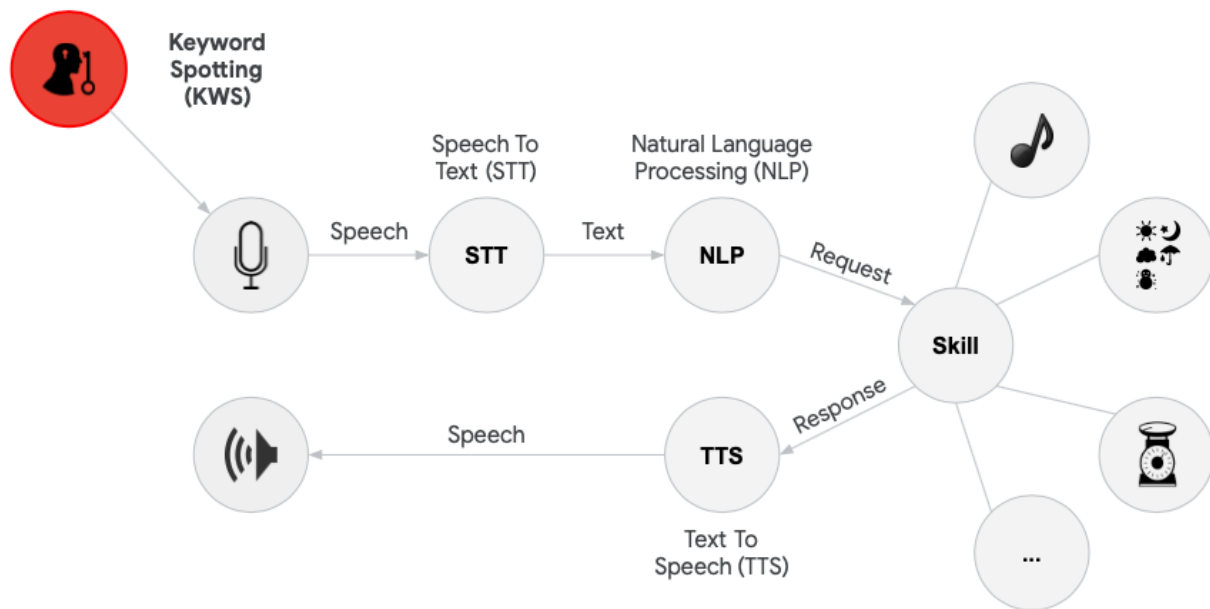 Keyword
Spotting
(KWS)
Speech To
Text (STT)
Natural Language
Processing (NLP)
Speech
STT
Text
NLP
Request
Skill
Response
Speech
TTS
Text To
Speech (TTS)
...